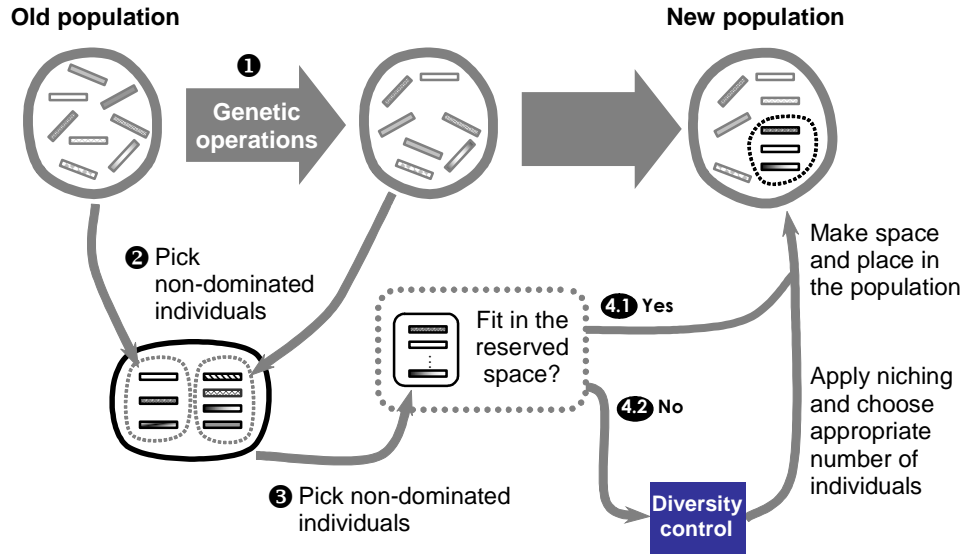 Old population
New population
❶
Genetic
operations
❷ Pick
non-dominated
individuals
Make space
and place in
the population
4.1 Yes
Fit in the
reserved
space?
4.2 No
Apply niching
and choose
appropriate
number of
individuals
❸ Pick non-dominated
individuals
Diversity
control